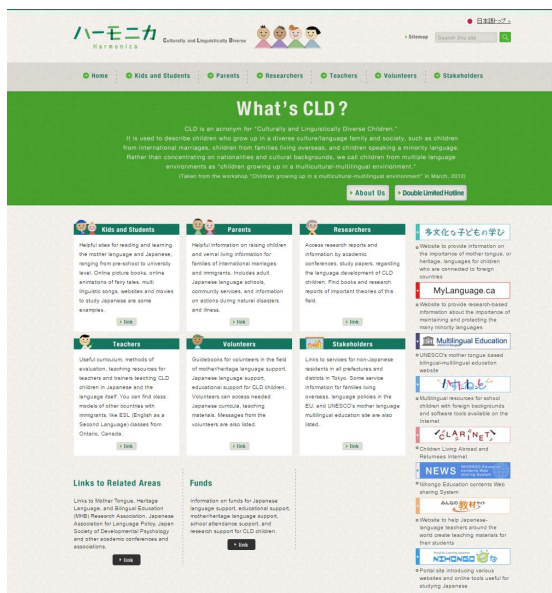 ハーモニカ
Harmonica
Culturally and Linguistically Diverse
日本語トップ
Sitemap
Search this site
Home
Kids and Students
Parents
Researchers
Teachers
Volunteers
Stakeholders
What's CLD?
CLD is an acronym for "Culturally and Linguistically Diverse Children."
It is used to describe children who grow up in a diverse culture/language family and society, such as children
from international marriages, children from families living overseas, and children speaking a minority language.
Rather than concentrating on nationalities and cultural backgrounds, we call children from multiple language
environments as "children growing up in a multicultural-multilingual environment"
(Taken from the workshop "Children growing up in a multicultural-multilingual environment" in March, 2012)
About Us
Double Limited Hotline
Kids and Students
Helpful sites for reading and learning
the mother language and Japanese,
ranging from pre-school to university
level. Online picture books, online
animations of fairy tales, multi
linguistic songs, websites and movies
to study Japanese are some
examples.
link
Parents
Helpful information on raising children
and vernal living information for
families of international marriages
and immigrants. Includes adult
Japanese language schools,
community services, and information
on actions during natural disasters
and illness.
link
Researchers
Access research reports and
information by academic
conferences, study papers, regarding
the language development of CLD
children. Find books and research
reports of important theories of this
field.
link
Teachers
Useful curriculum, methods of
evaluation, teaching resources for
teachers and trainers teaching CLD
children in Japanese and the
language itself. You can find class
models of other countries with
immigrants, like ESL (English as a
Second Language) classes from
Ontario, Canada.
link
Volunteers
Guidebooks for volunteers in the field
of mother/heritage language support,
Japanese language support,
educational support for CLD children.
Volunteers can access needed
Japanese curricula, teaching
materials. Messages from the
volunteers are also listed.
link
Stakeholders
Links to services for non-Japanese
residents in all prefectures and
districts in Tokyo. Some service
information for families living
overseas, language policies in the
EU, and UNESCO's mother language
multilingual education site are also
listed.
link
Links to Related Areas
Links to Mother Tongue, Heritage
Language, and Bilingual Education
(MHB) Research Association, Japanese
Association for Language Policy, Japan
Society of Developmental Psychology
and other academic conferences and
associations.
link
Funds
Information on funds for Japanese
language support, educational support,
mother/heritage language support,
school attendance support, and
research support for CLD children.
link
多文化な子どもの学び
Website to provide information on
the importance of mother tongue, or
heritage, languages for children
who are connected to foreign
countries
MyLanguage.ca
Website to provide research-based
information about the importance of
maintaining and protecting the
many minority languages
Multilingual Education
UNESCO's mother tongue based
bilingual-multilingual education
website
Multilingual resources for school
children with foreign backgrounds
and software tools available on the
Internet
CLARINET
Children Living Abroad and
Returnees Internet
NEWS
NIHONGO Education
contents Web
sharing System
Nihongo Education contents Web
sharing System
みんなの教材サイト
Website to help Japanese-
language teachers around the
world create teaching materials for
their students
NIHONGO
Portal site introducing various
websites and online tools useful for
studying Japanese